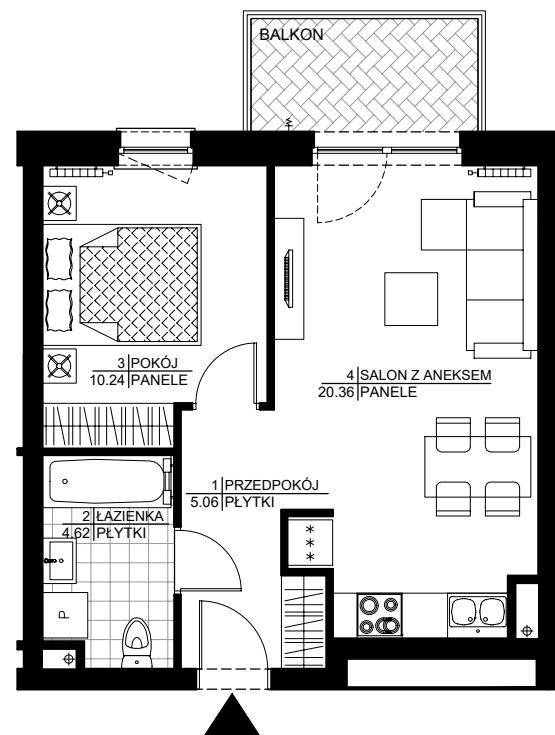 BALKON
3 POKÓJ
10.24 PANELE
4 SALON Z ANEKSEM
20.36 PANELE
1 PRZEDPOKÓJ
5.06 PŁYTKI
2 ŁAZIENKA
4.62 PŁYTKI
P